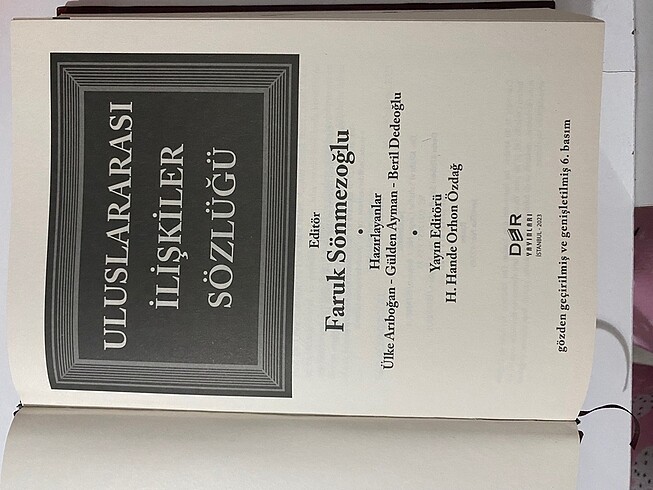 ULUSLARARASI
İLİŞKİLER
SÖZLÜĞÜ
Editör
Faruk Sönmezoğlu
•
Hazırlayanlar
Ülke Arıboğan - Gülden Ayman - Beril Dedeoğlu
•
Yayın Editörü
H. Hande Orhon Özdağ
DER
YAYINLARI
İSTANBUL - 2023
gözden geçirilmiş ve genişletilmiş 6. basım